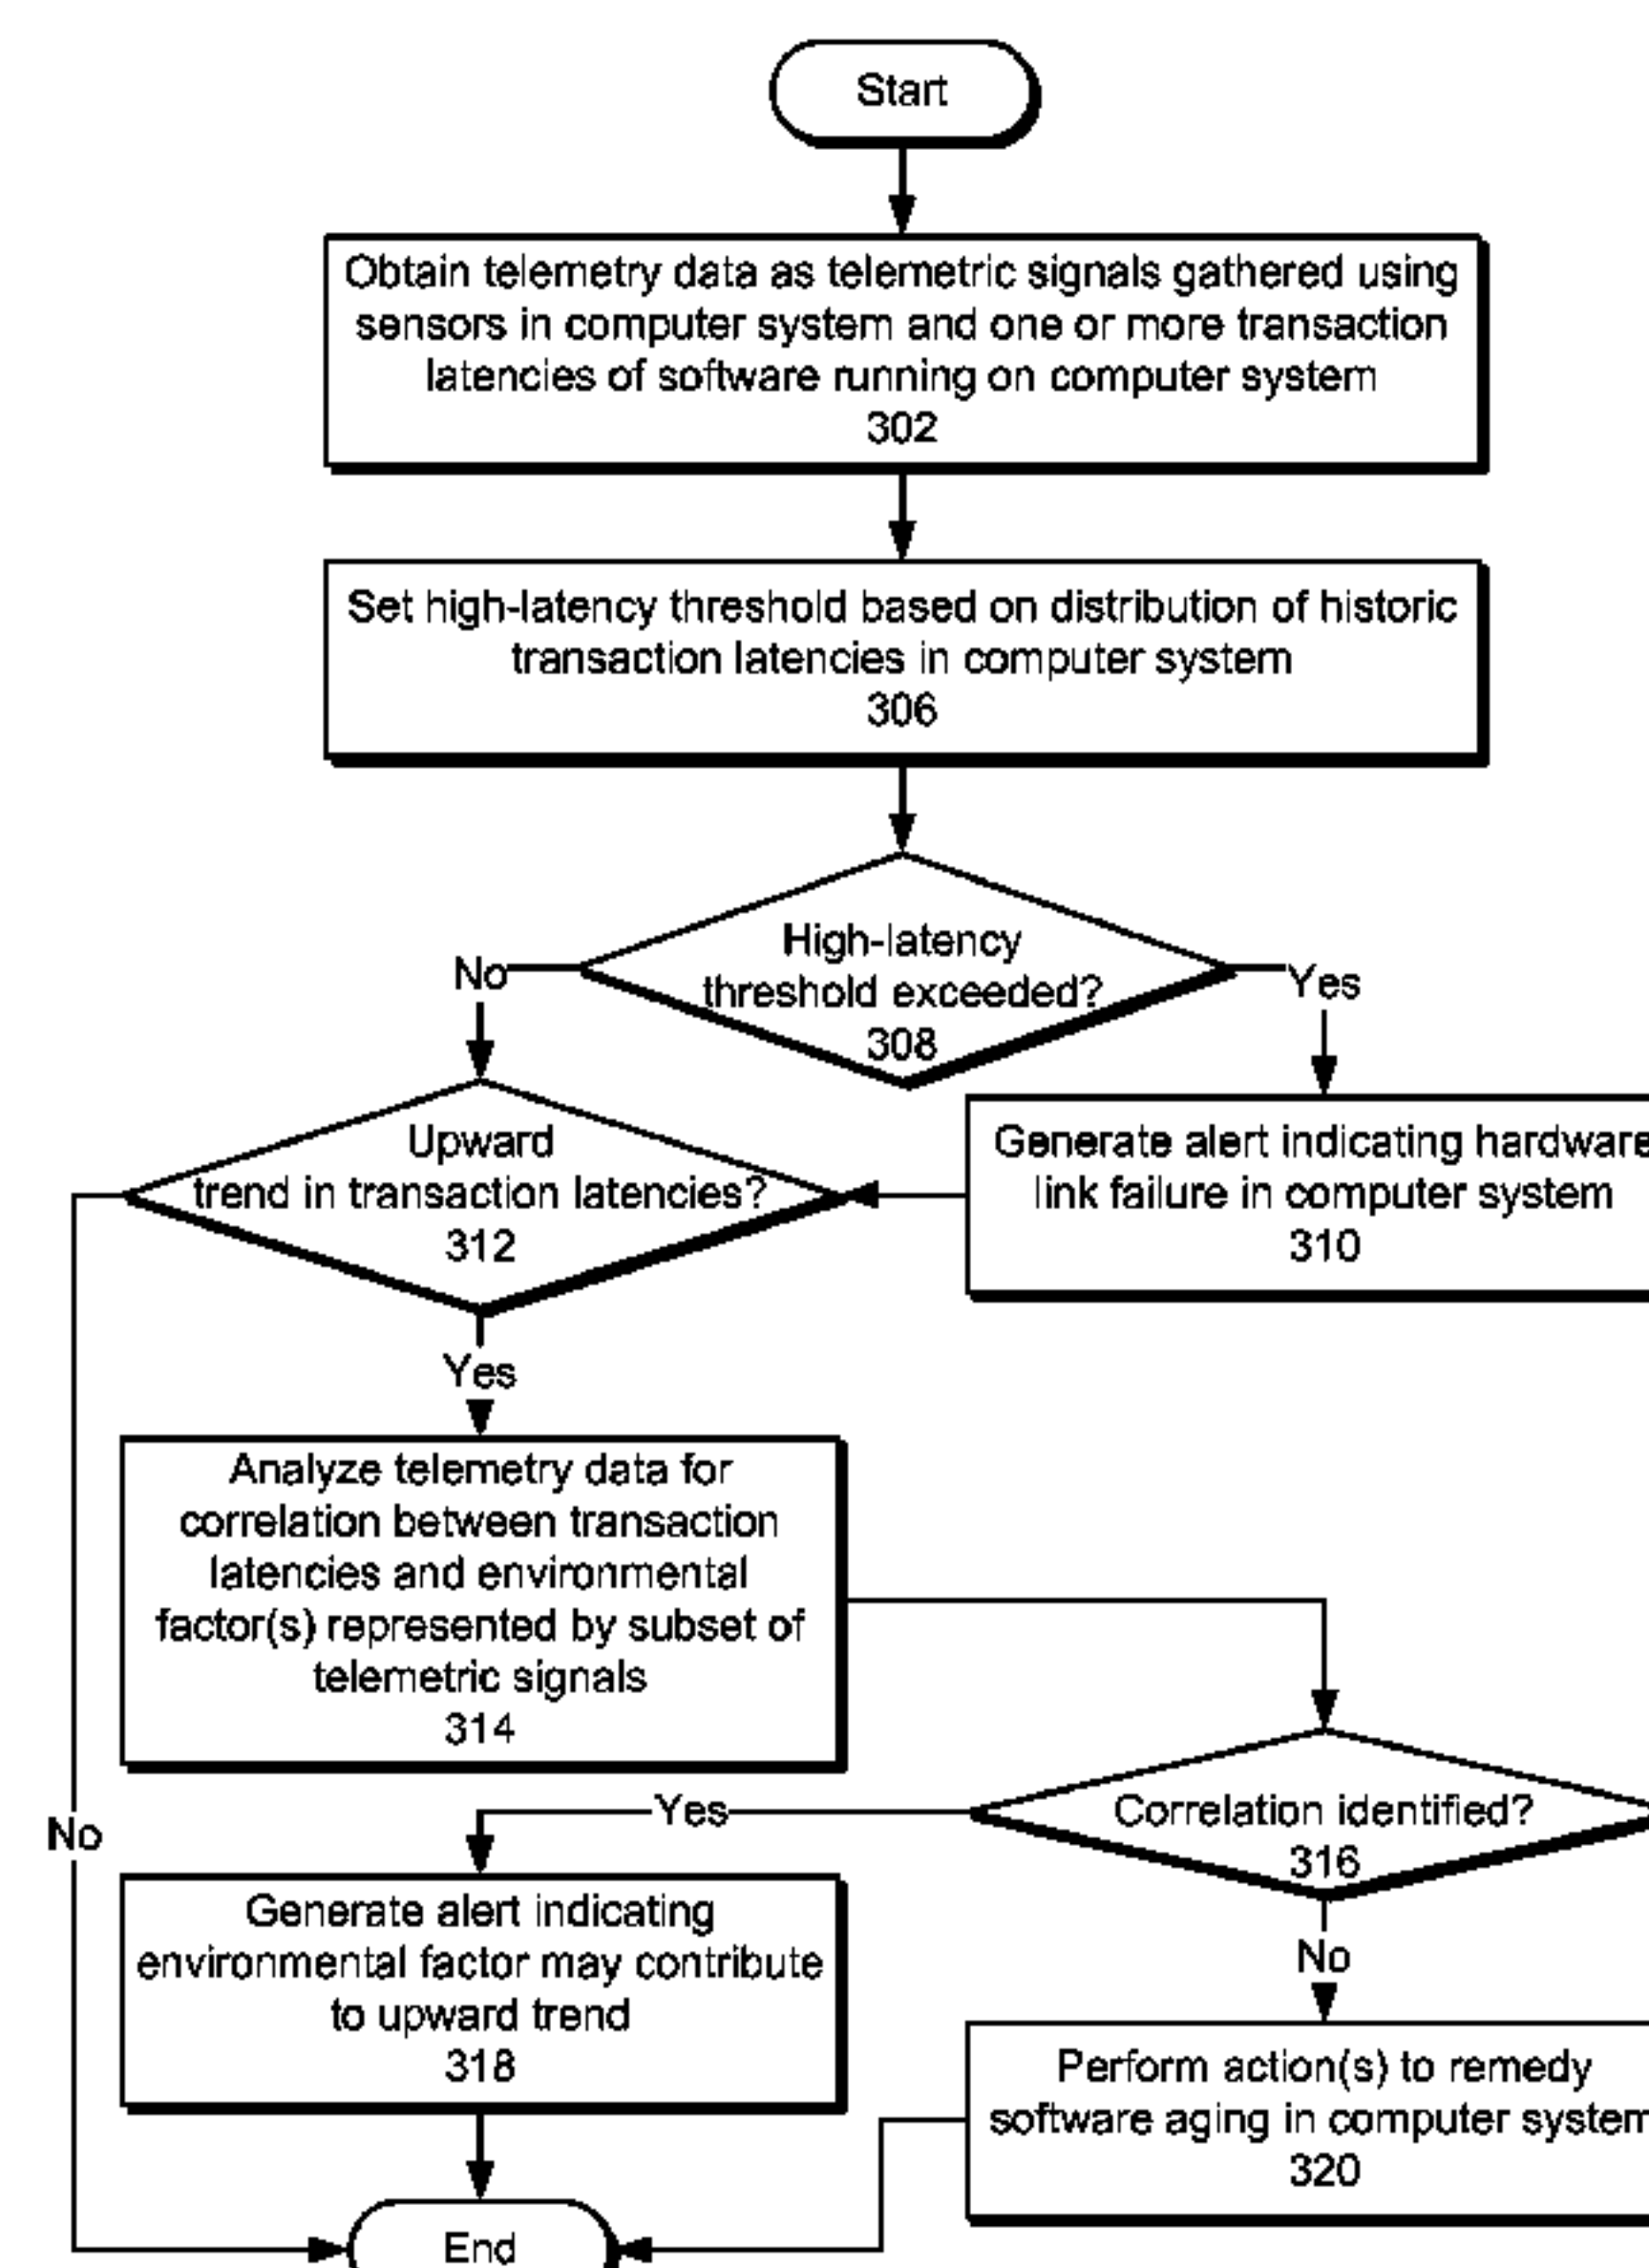 Start
Obtain telemetry data as telemetric signals gathered using
sensors in computer system and one or more transaction
latencies of software running on computer system
302
Set high-latency threshold based on distribution of historic
transaction latencies in computer system
306
High-latency
threshold exceeded?
308
No
Yes
Upward
trend in transaction latencies?
312
Generate alert indicating hardware
link failure in computer system
310
Yes
Analyze telemetry data for
correlation between transaction
latencies and environmental
factor(s) represented by subset of
telemetric signals
314
Yes
Correlation identified?
316
No
Generate alert indicating
environmental factor may contribute
to upward trend
318
No
Perform action(s) to remedy
software aging in computer system
320
End